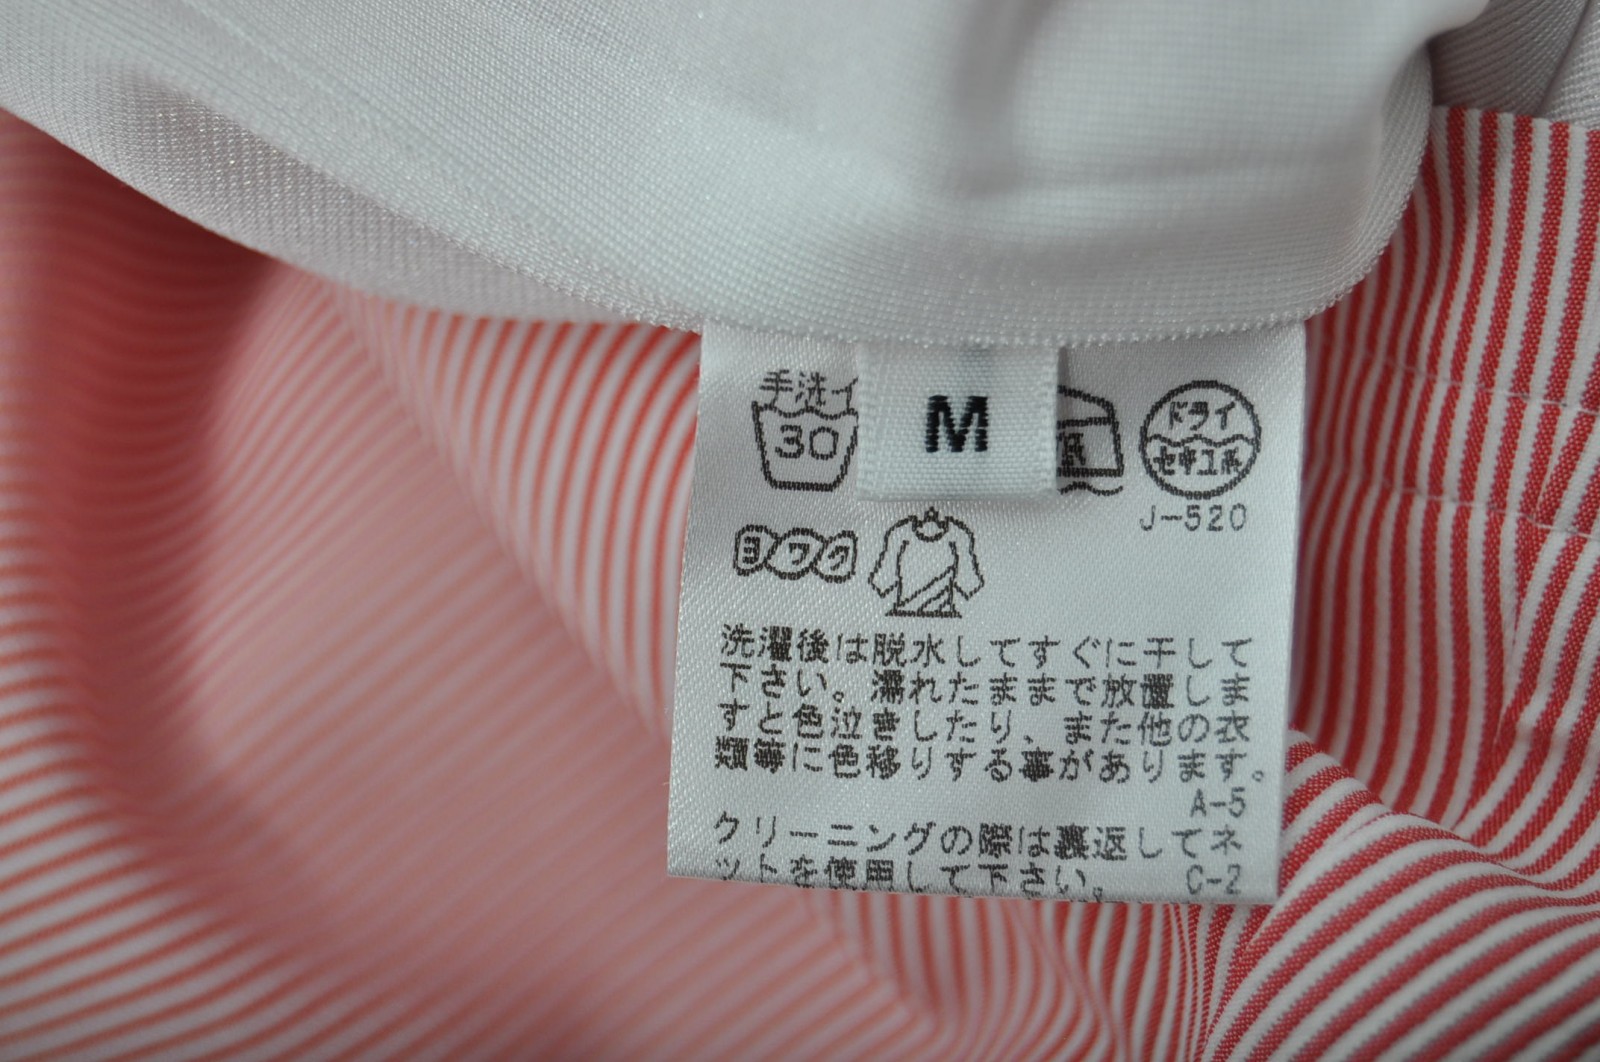 手洗イ
30
M
低
ドライ
セキユ系
J-520
ヨワク
洗濯後は脱水してすぐに干して
下さい。濡れたままで放置しま
すと色泣きしたり、また他の衣
類等に色移りする事があります。
A-5
クリーニングの際は裏返してネ
ットを使用して下さい。
C-2